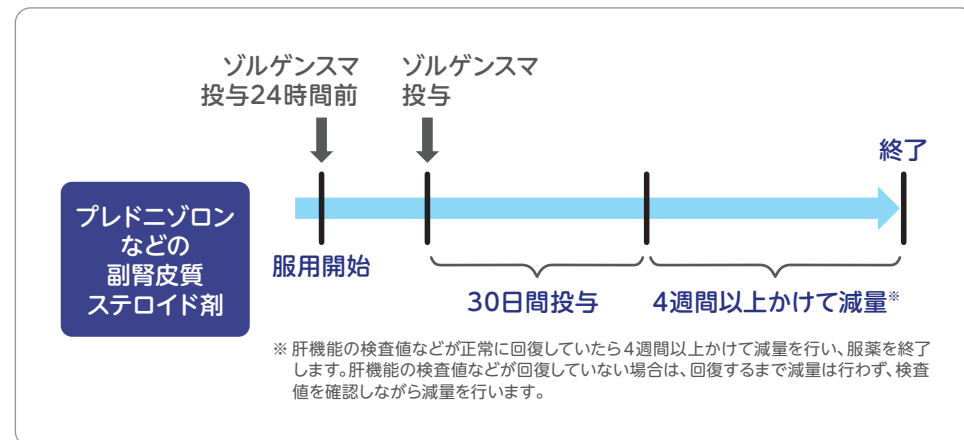 ゾルゲンスマ
投与24時間前
ゾルゲンスマ
投与
終了
プレドニゾロン
などの
副腎皮質
ステロイド剤
服用開始
30日間投与
4週間以上かけて減量※
※ 肝機能の検査値などが正常に回復していたら4週間以上かけて減量を行い、服薬を終了
します。肝機能の検査値などが回復していない場合は、回復するまで減量は行わず、検査
値を確認しながら減量を行います。